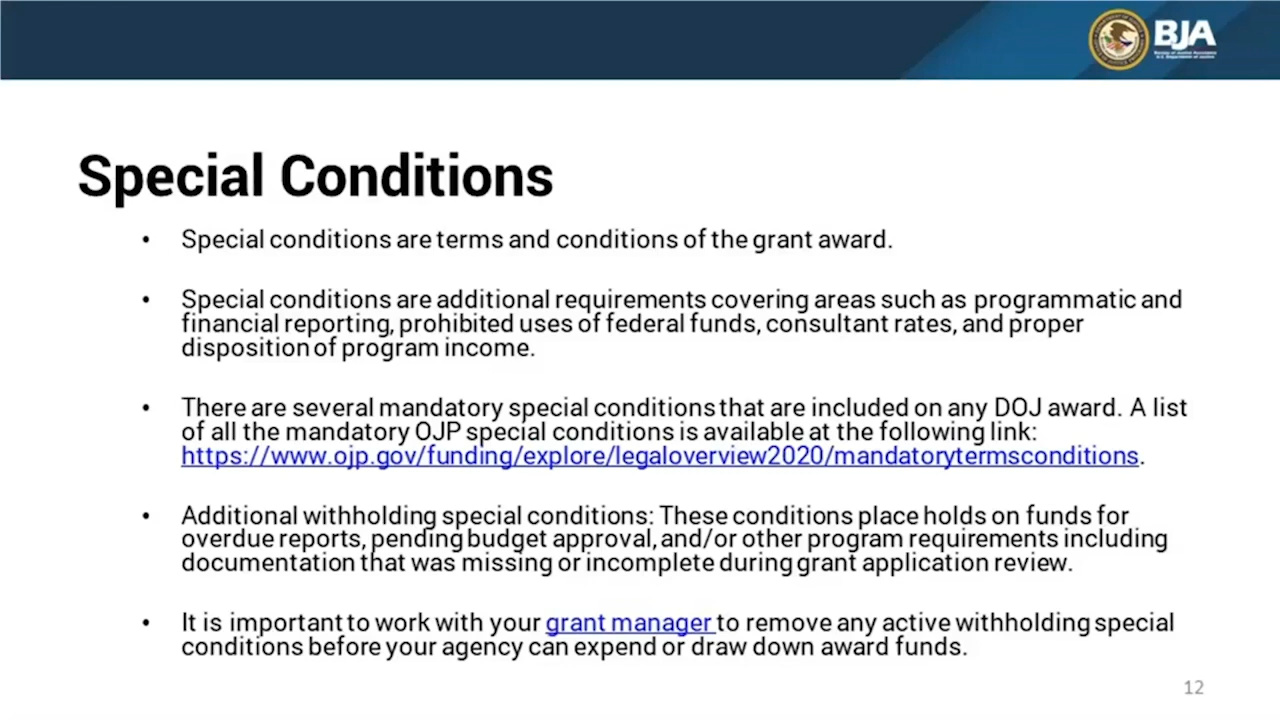 BJA
Bureau of Justice Assistance
U.S. Department of Justice
Special Conditions
• Special conditions are terms and conditions of the grant award.
• Special conditions are additional requirements covering areas such as programmatic and
financial reporting, prohibited uses of federal funds, consultant rates, and proper
disposition of program income.
• There are several mandatory special conditions that are included on any DOJ award. A list
of all the mandatory OJP special conditions is available at the following link:
https://www.ojp.gov/funding/explore/legaloverview2020/mandatorytermsconditions.
• Additional withholding special conditions: These conditions place holds on funds for
overdue reports, pending budget approval, and/or other program requirements including
documentation that was missing or incomplete during grant application review.
• It is important to work with your grant manager to remove any active withholding special
conditions before your agency can expend or draw down award funds.
12